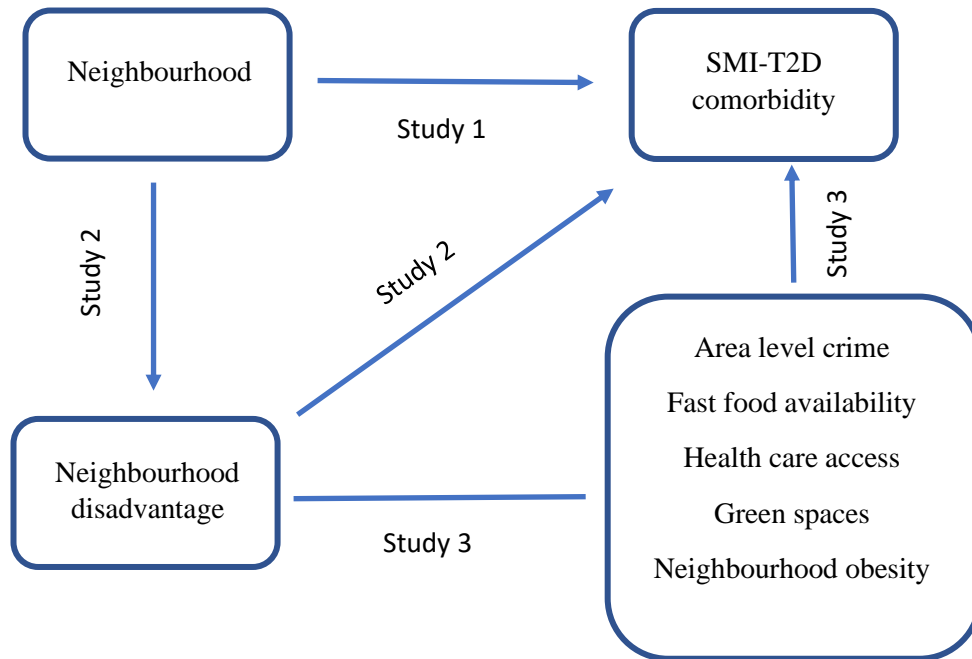 Neighbourhood
SMI-T2D
comorbidity
Study 1
Study 2
Study 2
Study 3
Neighbourhood
disadvantage
Study 3
Area level crime
Fast food availability
Health care access
Green spaces
Neighbourhood obesity